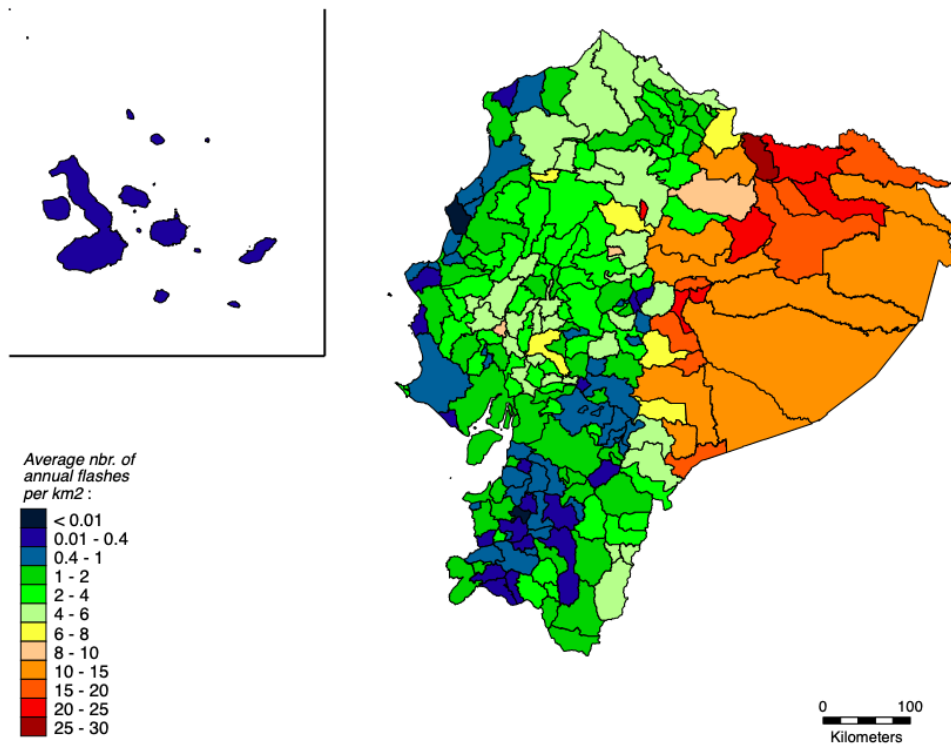 Average nbr. of
annual flashes
per km2 :
< 0.01
0.01 - 0.4
0.4 - 1
1 - 2
2 - 4
4 - 6
6 - 8
8 - 10
10 - 15
15 - 20
20 - 25
25 - 30
0 100
Kilometers